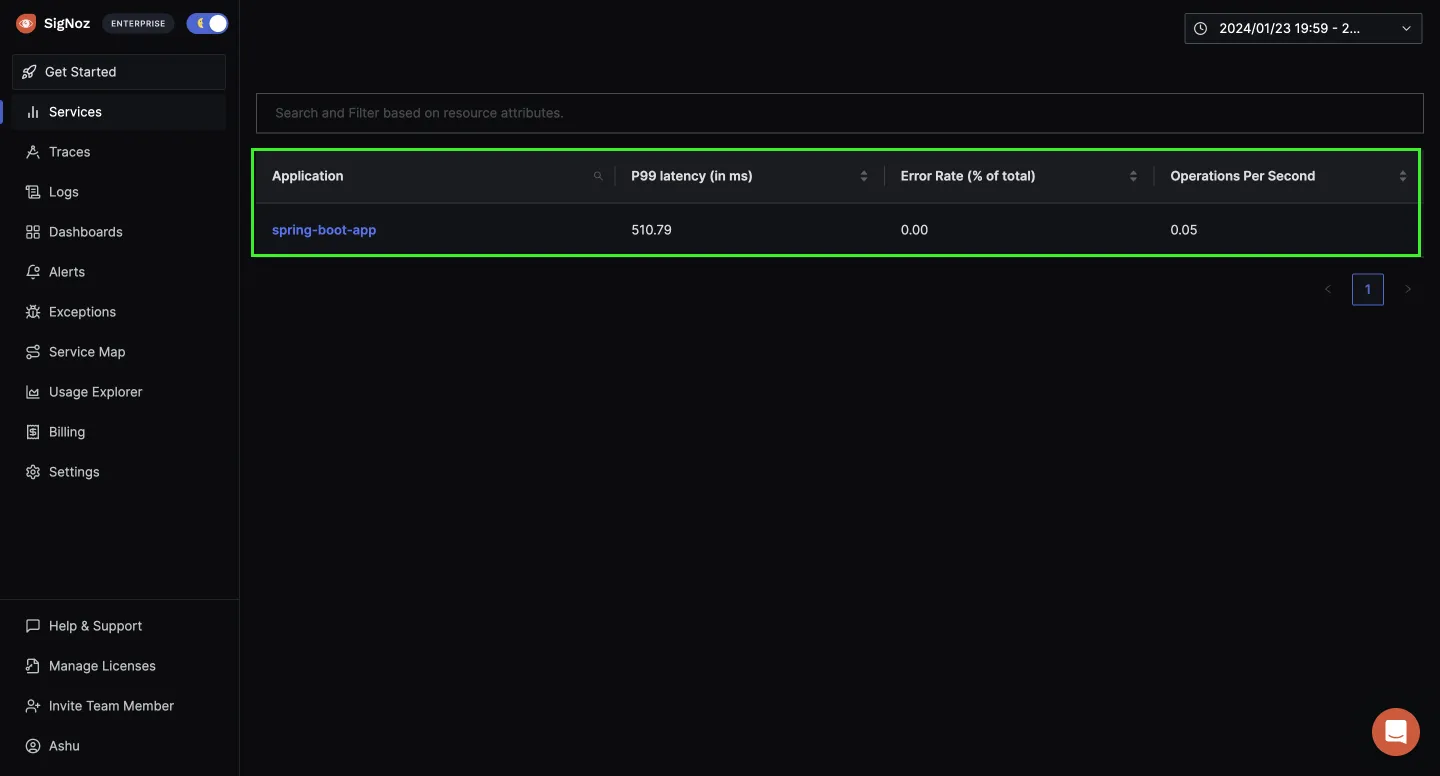 SigNoz ENTERPRISE
2024/01/23 19:59 - 2...
Get Started
Services
Traces
Logs
Dashboards
Alerts
Exceptions
Service Map
Usage Explorer
Billing
Settings
Search and Filter based on resource attributes.
Application P99 latency (in ms) Error Rate (% of total) Operations Per Second
spring-boot-app 510.79 0.00 0.05
1
Help & Support
Manage Licenses
Invite Team Member
Ashu